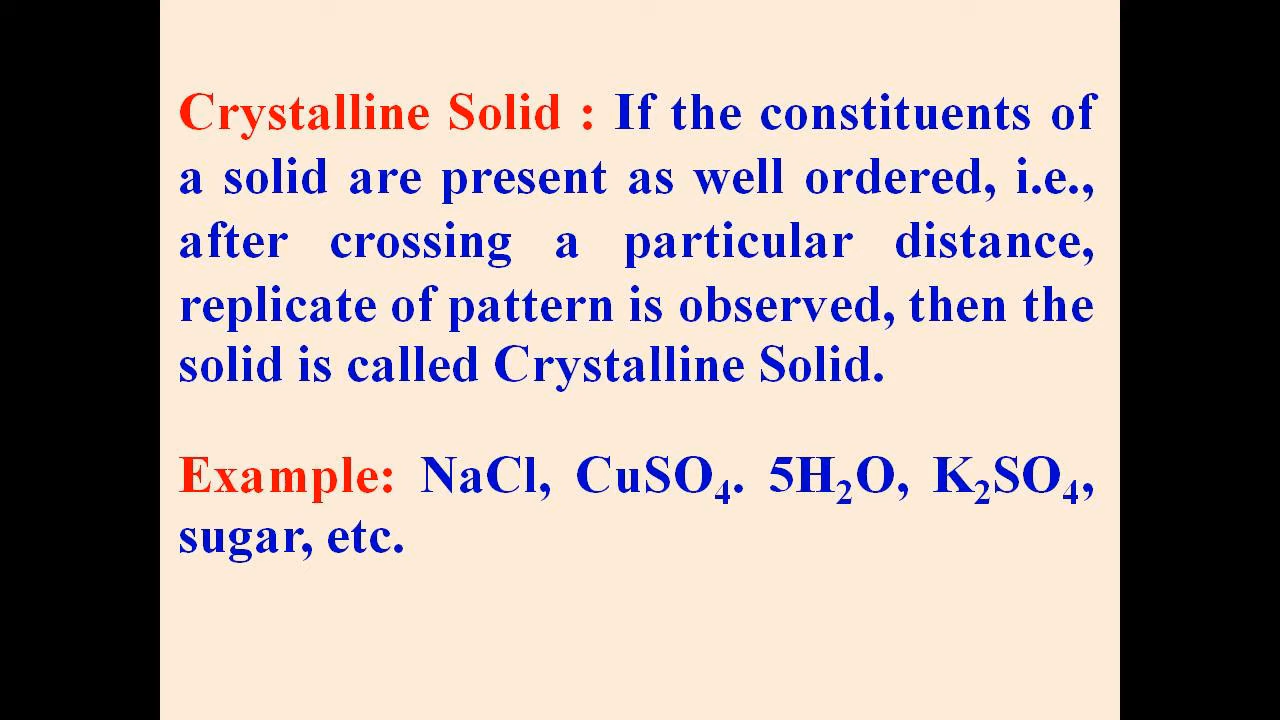 Crystalline Solid : If the constituents of
a solid are present as well ordered, i.e.,
after crossing a particular distance,
replicate of pattern is observed, then the
solid is called Crystalline Solid.
Example: NaCl, CuSO₄. 5H₂O, K₂SO₄,
sugar, etc.